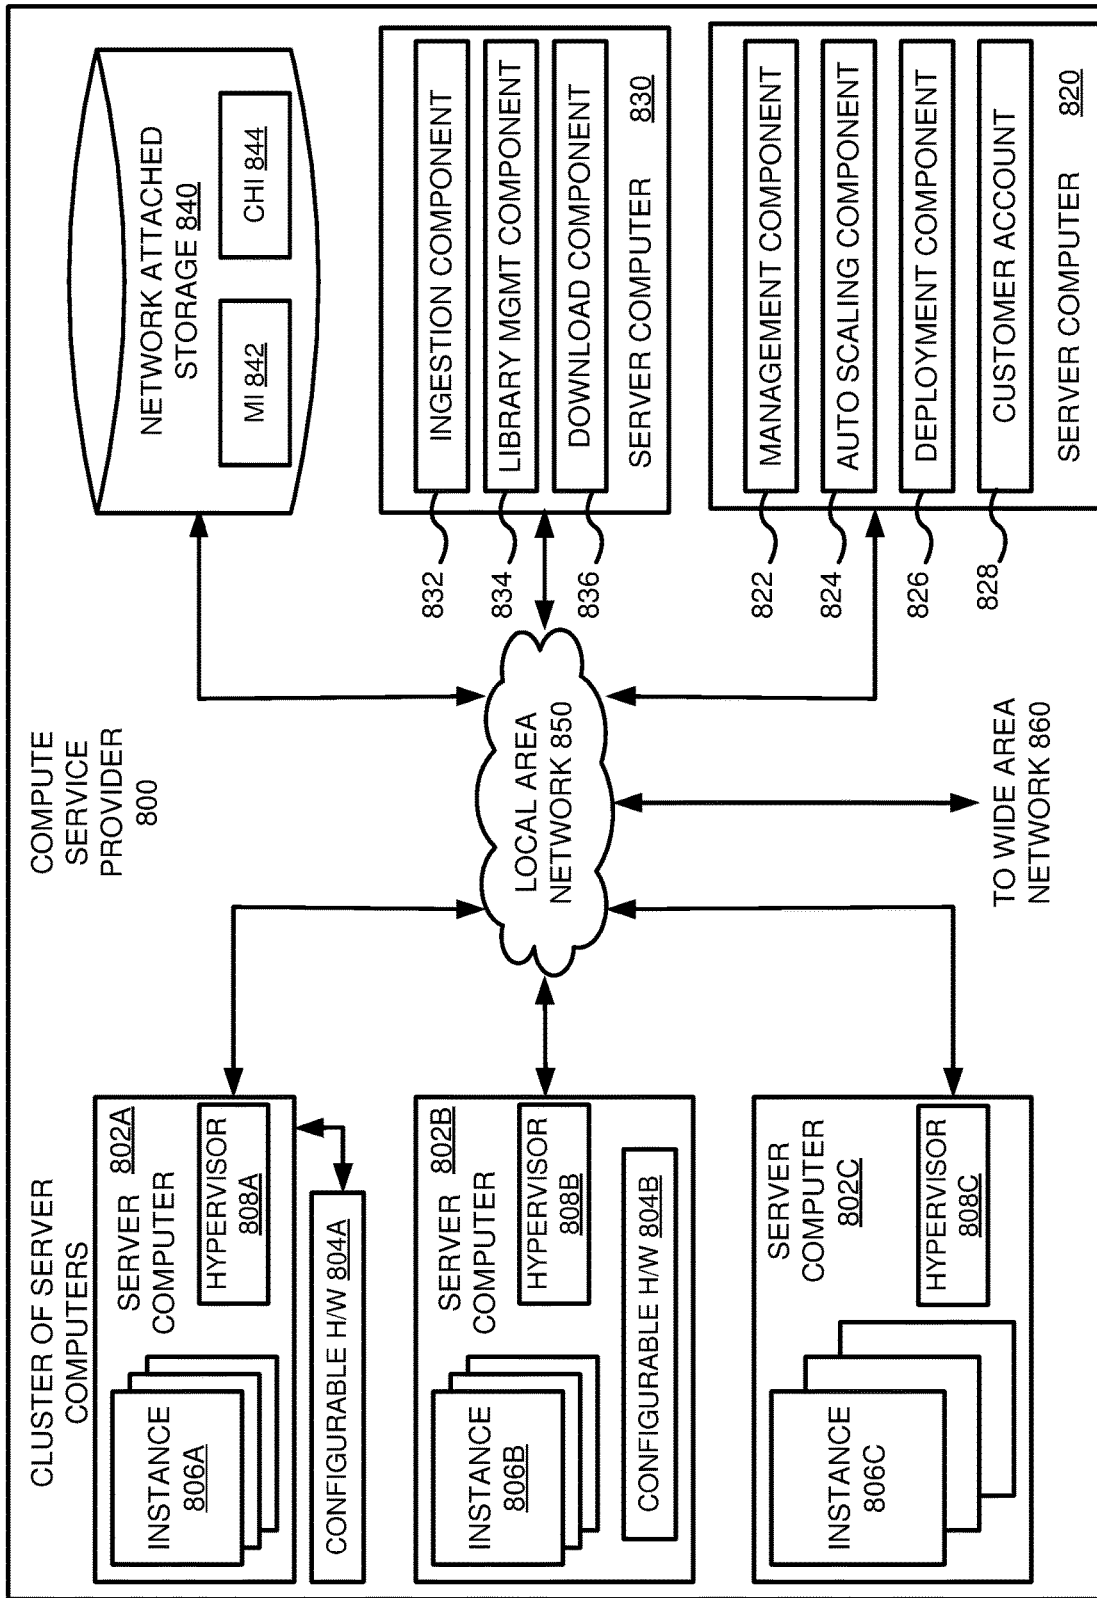 COMPUTE
SERVICE
PROVIDER
800
CLUSTER OF SERVER
COMPUTERS
SERVER
COMPUTER
802A
INSTANCE
806A
HYPERVISOR
808A
CONFIGURABLE H/W 804A
SERVER
COMPUTER
802B
INSTANCE
806B
HYPERVISOR
808B
CONFIGURABLE H/W 804B
SERVER
COMPUTER
802C
INSTANCE
806C
HYPERVISOR
808C
LOCAL AREA
NETWORK 850
TO WIDE AREA
NETWORK 860
NETWORK ATTACHED
STORAGE 840
MI 842
CHI 844
832
INGESTION COMPONENT
834
LIBRARY MGMT COMPONENT
836
DOWNLOAD COMPONENT
SERVER COMPUTER 830
822
MANAGEMENT COMPONENT
824
AUTO SCALING COMPONENT
826
DEPLOYMENT COMPONENT
828
CUSTOMER ACCOUNT
SERVER COMPUTER 820